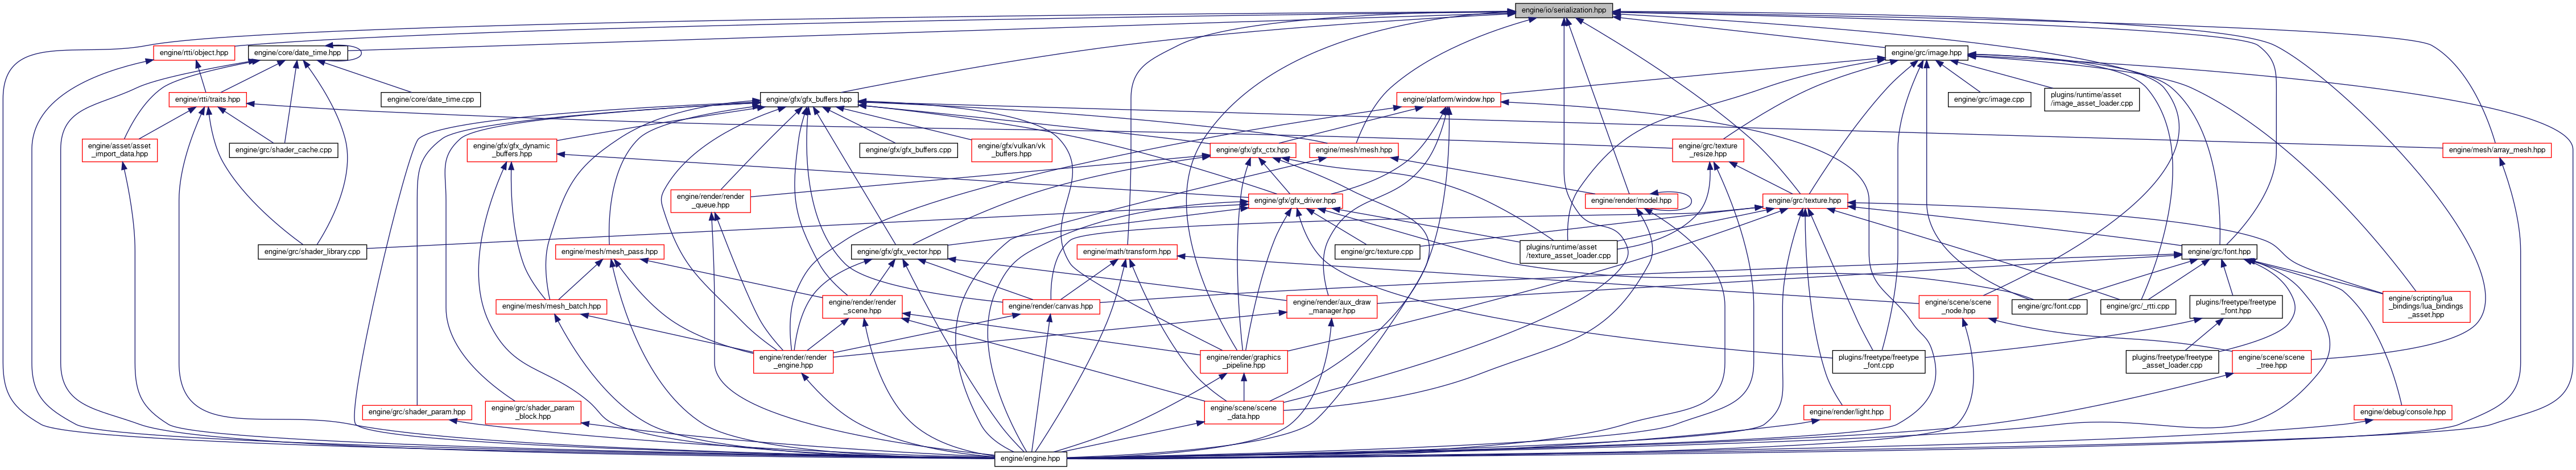 engine/io/serialization.hpp
engine/rtti/object.hpp
engine/core/date_time.hpp
engine/grc/image.hpp
engine/rtti/traits.hpp
engine/core/date_time.cpp
engine/gfx/gfx_buffers.hpp
engine/platform/window.hpp
engine/grc/image.cpp
plugins/runtime/asset
/image_asset_loader.cpp
engine/asset/asset
_import_data.hpp
engine/grc/shader_cache.cpp
engine/gfx/gfx_dynamic
_buffers.hpp
engine/gfx/gfx_buffers.cpp
engine/gfx/vulkan/vk
_buffers.hpp
engine/gfx/gfx_ctx.hpp
engine/mesh/mesh.hpp
engine/grc/texture
_resize.hpp
engine/mesh/array_mesh.hpp
engine/render/render
_queue.hpp
engine/gfx/gfx_driver.hpp
engine/render/model.hpp
engine/grc/texture.hpp
engine/grc/shader_library.cpp
engine/mesh/mesh_pass.hpp
engine/gfx/gfx_vector.hpp
engine/math/transform.hpp
engine/grc/texture.cpp
plugins/runtime/asset
/texture_asset_loader.cpp
engine/grc/font.hpp
engine/mesh/mesh_batch.hpp
engine/render/render
_scene.hpp
engine/render/canvas.hpp
engine/render/aux_draw
_manager.hpp
engine/scene/scene
_node.hpp
engine/grc/font.cpp
engine/grc/_rtti.cpp
plugins/freetype/freetype
_font.hpp
engine/scripting/lua
_bindings/lua_bindings
_asset.hpp
engine/render/render
_engine.hpp
engine/render/graphics
_pipeline.hpp
plugins/freetype/freetype
_font.cpp
plugins/freetype/freetype
_asset_loader.cpp
engine/scene/scene
_tree.hpp
engine/grc/shader_param.hpp
engine/grc/shader_param
_block.hpp
engine/scene/scene
_data.hpp
engine/render/light.hpp
engine/debug/console.hpp
engine/engine.hpp